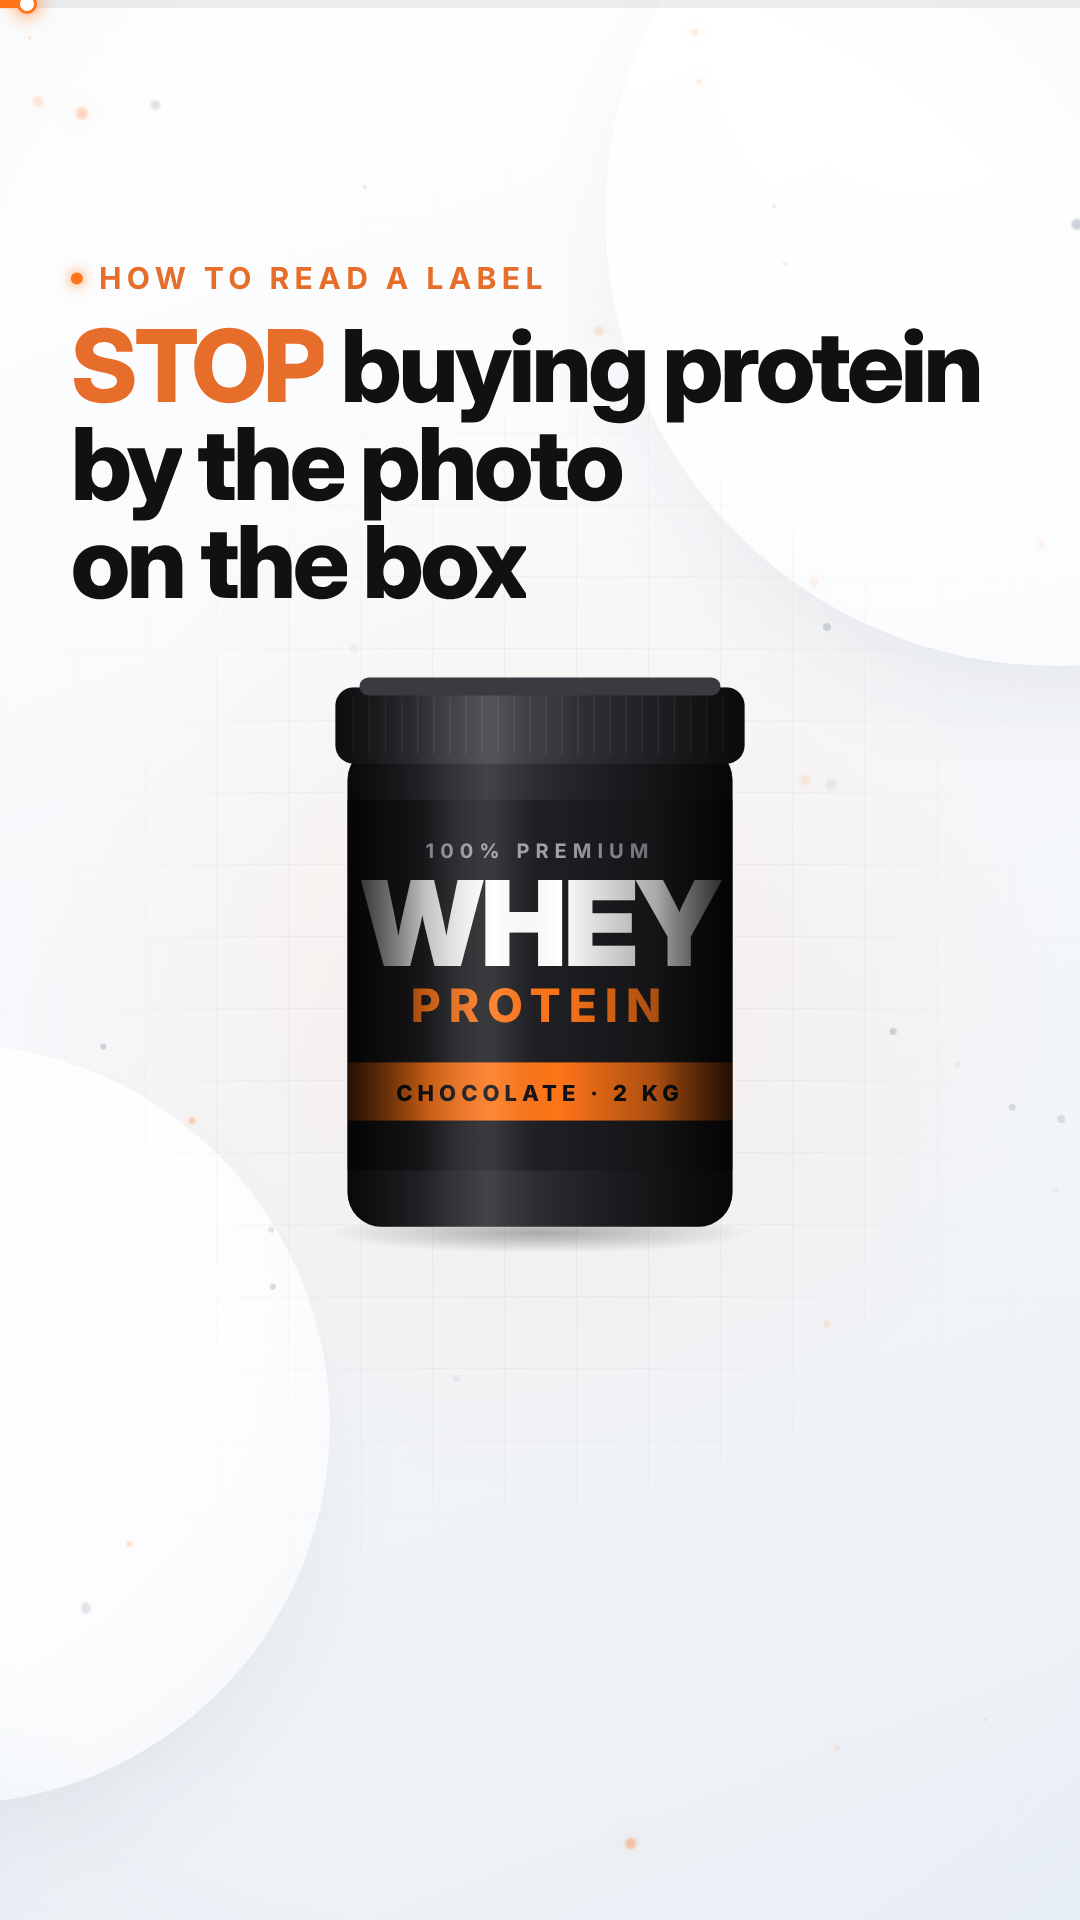 HOW TO READ A LABEL
STOP buying protein
by the photo
on the box
100% PREMIUM
WHEY
PROTEIN
CHOCOLATE · 2 KG